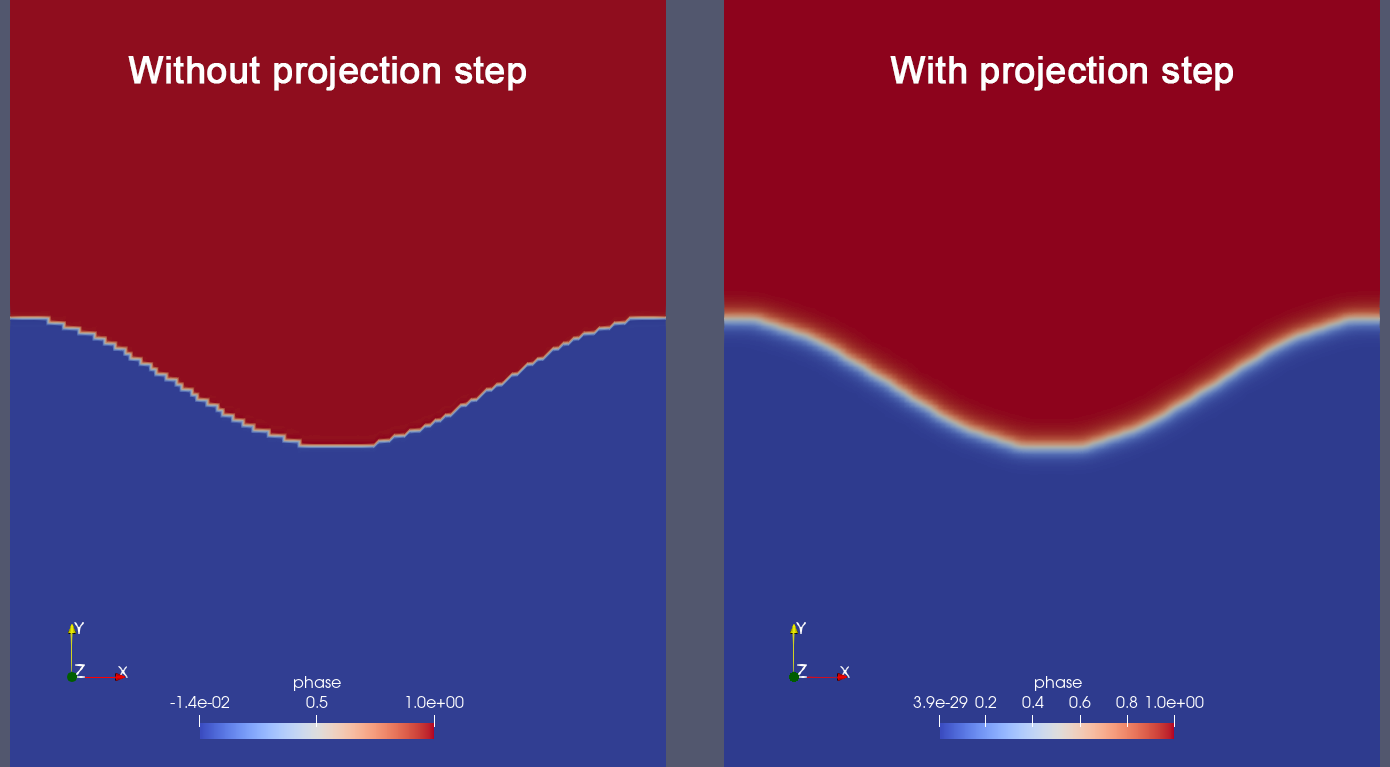 Without projection step
Y
Z X
phase
-1.4e-02 0.5 1.0e+00
With projection step
Y
Z X
phase
3.9e-29 0.2 0.4 0.6 0.8 1.0e+00